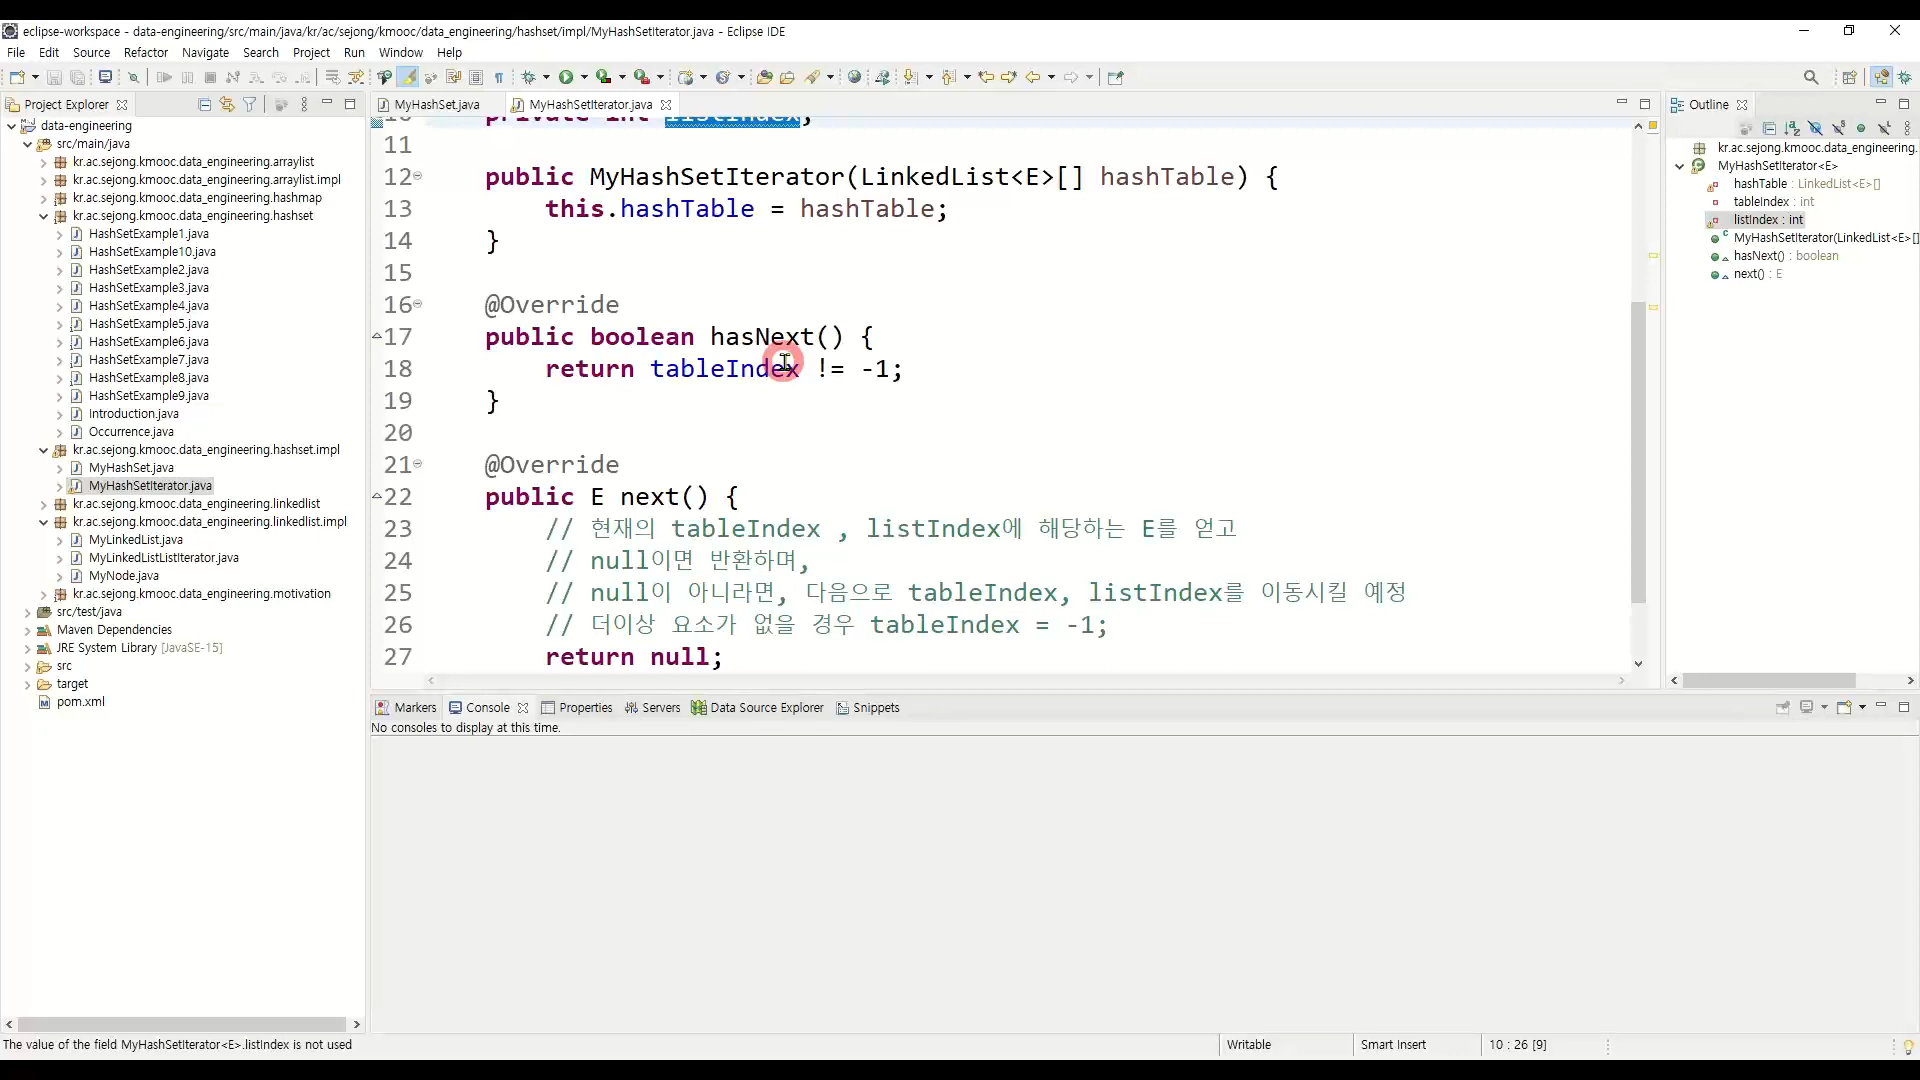 eclipse-workspace - data-engineering/src/main/java/kr/ac/sejong/kmooc/data_engineering/hashset/impl/MyHashSetIterator.java - Eclipse IDE
File Edit Source Refactor Navigate Search Project Run Window Help
Project Explorer
data-engineering
src/main/java
kr.ac.sejong.kmooc.data_engineering.arraylist
kr.ac.sejong.kmooc.data_engineering.arraylist.impl
kr.ac.sejong.kmooc.data_engineering.hashmap
kr.ac.sejong.kmooc.data_engineering.hashset
HashSetExample1.java
HashSetExample10.java
HashSetExample2.java
HashSetExample3.java
HashSetExample4.java
HashSetExample5.java
HashSetExample6.java
HashSetExample7.java
HashSetExample8.java
HashSetExample9.java
Introduction.java
Occurrence.java
kr.ac.sejong.kmooc.data_engineering.hashset.impl
MyHashSet.java
MyHashSetIterator.java
kr.ac.sejong.kmooc.data_engineering.linkedlist
kr.ac.sejong.kmooc.data_engineering.linkedlist.impl
MyLinkedList.java
MyLinkedListListIterator.java
MyNode.java
kr.ac.sejong.kmooc.data_engineering.motivation
src/test/java
Maven Dependencies
JRE System Library [JavaSE-15]
src
target
pom.xml
MyHashSet.java MyHashSetIterator.java
10 private int listIndex;
11
12 public MyHashSetIterator(LinkedList<E>[] hashTable) {
13 this.hashTable = hashTable;
14 }
15
16 @Override
17 public boolean hasNext() {
18 return tableIndex != -1;
19 }
20
21 @Override
22 public E next() {
23 // 현재의 tableIndex , listIndex에 해당하는 E를 얻고
24 // null이면 반환하며,
25 // null이 아니라면, 다음으로 tableIndex, listIndex를 이동시킬 예정
26 // 더이상 요소가 없을 경우 tableIndex = -1;
27 return null;
Outline
kr.ac.sejong.kmooc.data_engineering.
MyHashSetIterator<E>
hashTable : LinkedList<E>[]
tableIndex : int
listIndex : int
MyHashSetIterator(LinkedList<E>[]
hasNext() : boolean
next() : E
Markers Console Properties Servers Data Source Explorer Snippets
No consoles to display at this time.
The value of the field MyHashSetIterator<E>.listIndex is not used
Writable
Smart Insert
10 : 26 [9]